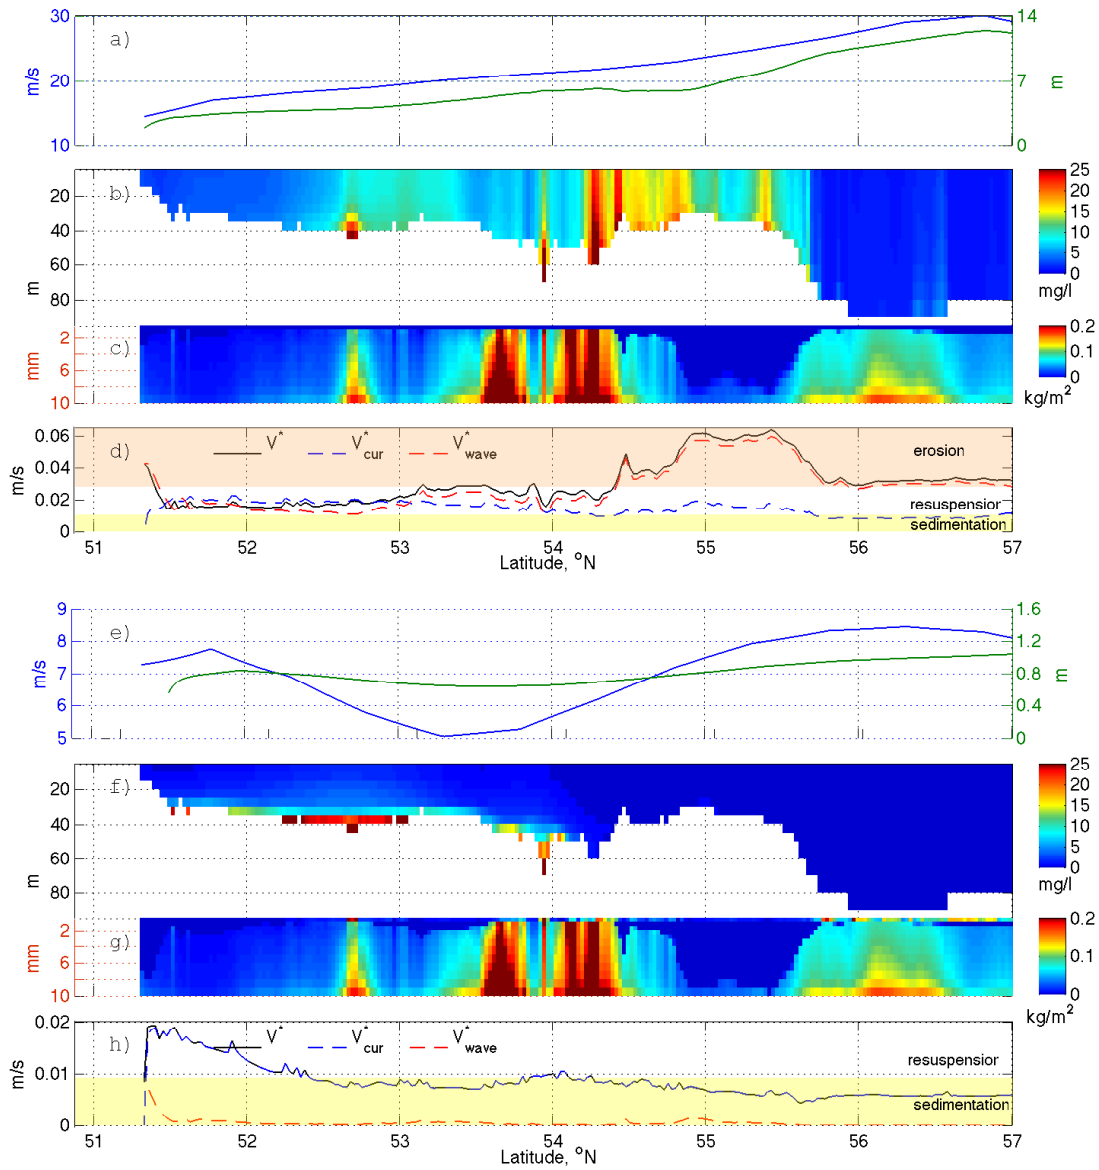 30 14
a)
m/s 20 7 m
10 0
25
20 20
b)
40 15
m 60 10
80 5
0
mg/l
0.2
2
c)
mm 6 0.1
10 0
kg/m2
0.06
d) V* V*cur V*wave erosion
m/s 0.04
0.02 resuspensior
0 sedimentation
51 52 53 54 55 56 57
Latitude, oN
9 1.6
e)
8 1.2
m/s 7 0.8 m
6 0.4
5 0
25
20 20
f)
40 15
m 60 10
80 5
0
mg/l
0.2
2
g)
mm 6 0.1
10 0
kg/m2
0.02
h) V* V*cur V*wave resuspensior
m/s 0.01
sedimentation
0
51 52 53 54 55 56 57
Latitude, oN